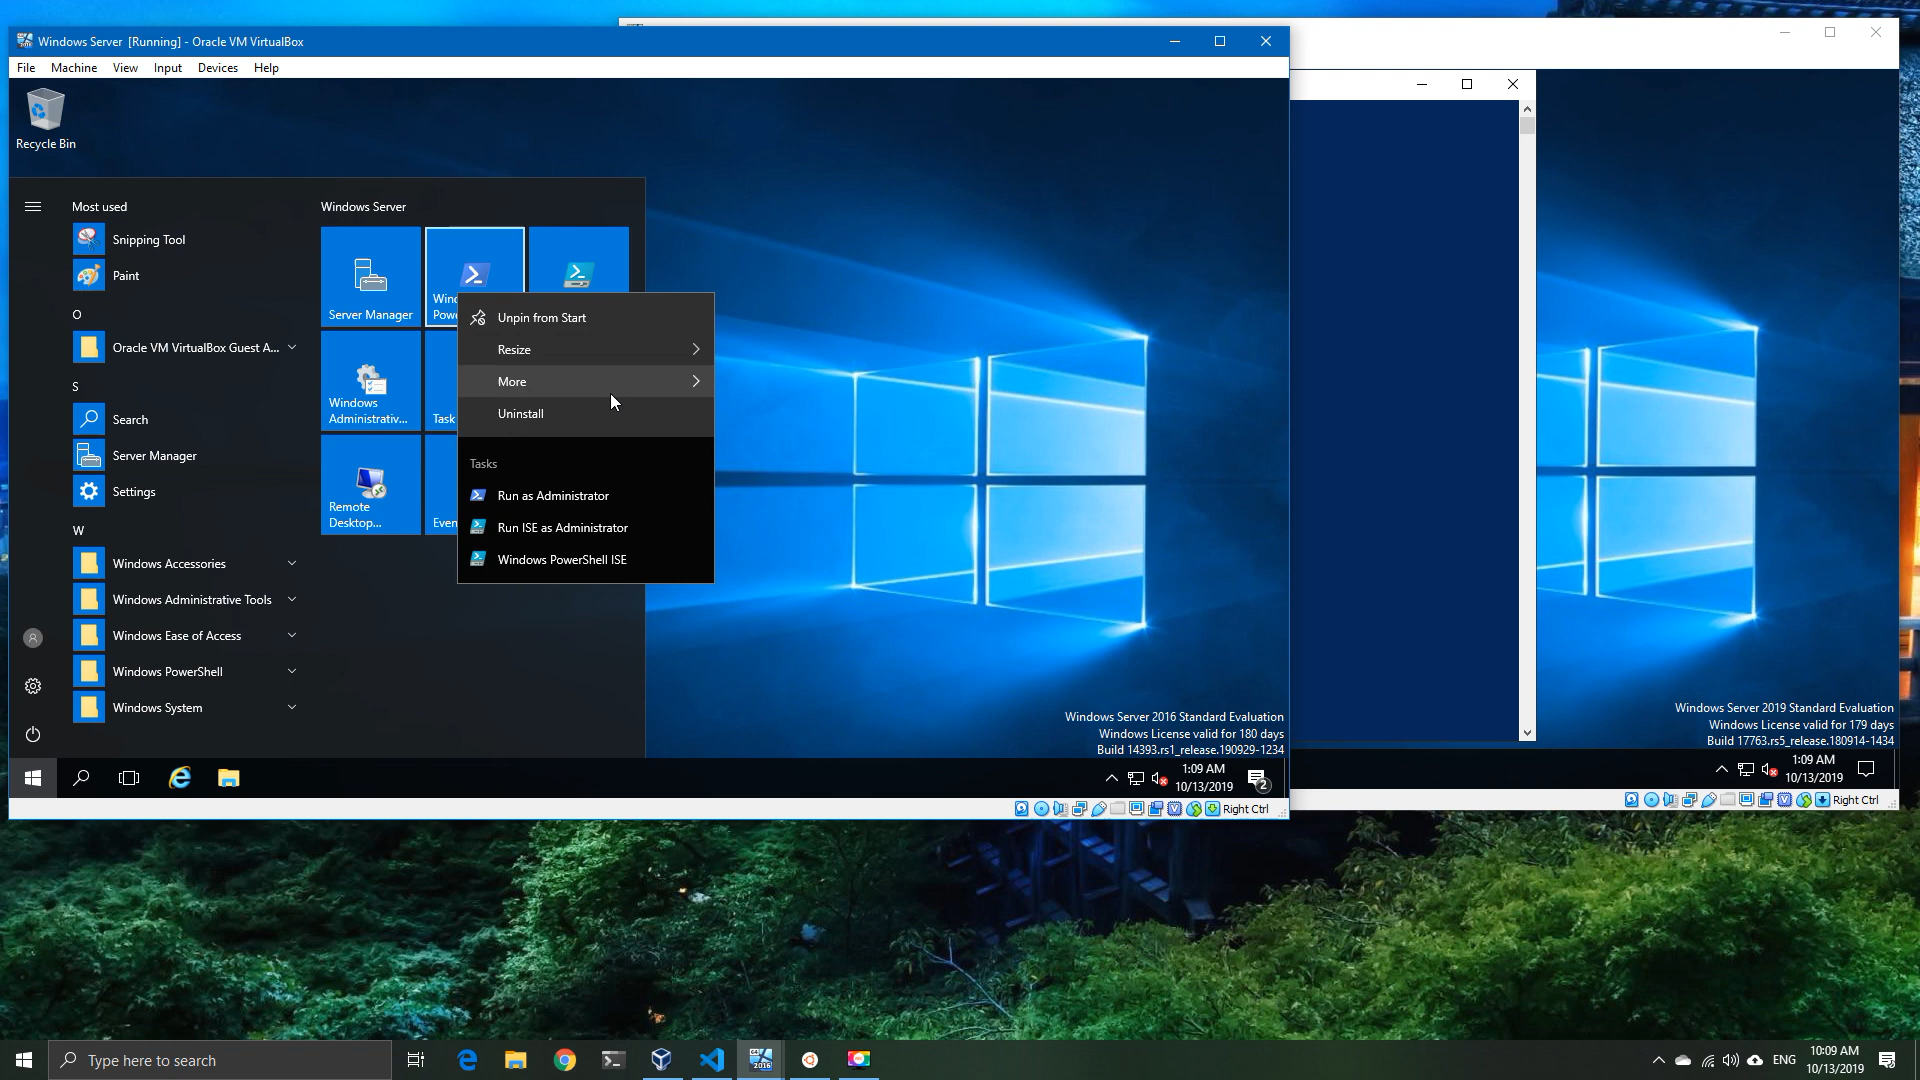 Windows Server [Running] - Oracle VM VirtualBox
File Machine View Input Devices Help
Recycle Bin
Most used
Snipping Tool
Paint
O
Oracle VM VirtualBox Guest A...
S
Search
Server Manager
Settings
W
Windows Accessories
Windows Administrative Tools
Windows Ease of Access
Windows PowerShell
Windows System
Windows Server
Server Manager
Windows
Administrativ...
Task
Remote
Desktop...
Unpin from Start
Resize
More
Uninstall
Tasks
Run as Administrator
Run ISE as Administrator
Windows PowerShell ISE
Windows Server 2016 Standard Evaluation
Windows License valid for 180 days
Build 14393.rs1_release.190929-1234
1:09 AM
10/13/2019
2
Right Ctrl
Windows Server 2019 Standard Evaluation
Windows License valid for 179 days
Build 17763.rs5_release.180914-1434
1:09 AM
10/13/2019
Right Ctrl
Type here to search
2016
ENG
10:09 AM
10/13/2019